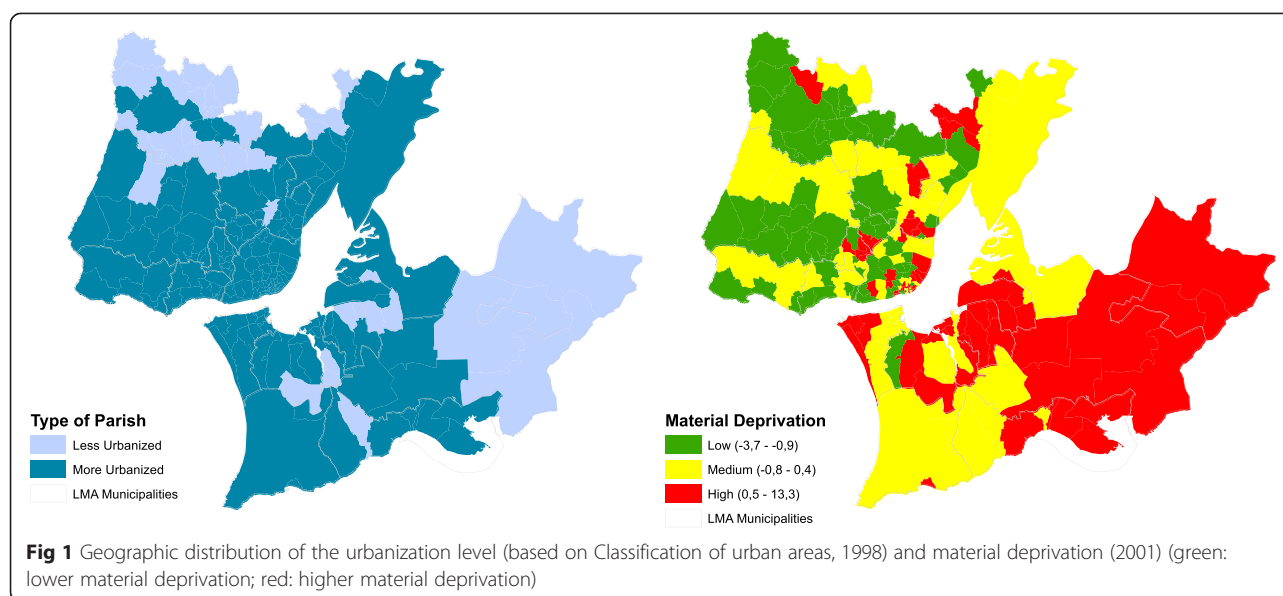 Type of Parish
Less Urbanized
More Urbanized
LMA Municipalities
Material Deprivation
Low (-3,7 - -0,9)
Medium (-0,8 - 0,4)
High (0,5 - 13,3)
LMA Municipalities
Fig 1 Geographic distribution of the urbanization level (based on Classification of urban areas, 1998) and material deprivation (2001) (green:
lower material deprivation; red: higher material deprivation)